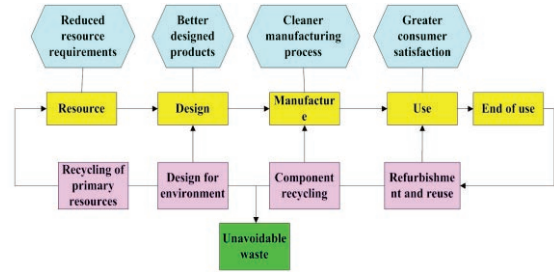 Reduced
resource
requirements
Better
designed
products
Cleaner
manufacturing
process
Greater
consumer
satisfaction
Resource
Design
Manufactur
e
Use
End of use
Recycling of
primary
resources
Design for
environment
Component
recycling
Refurbishme
nt and reuse
Unavoidable
waste